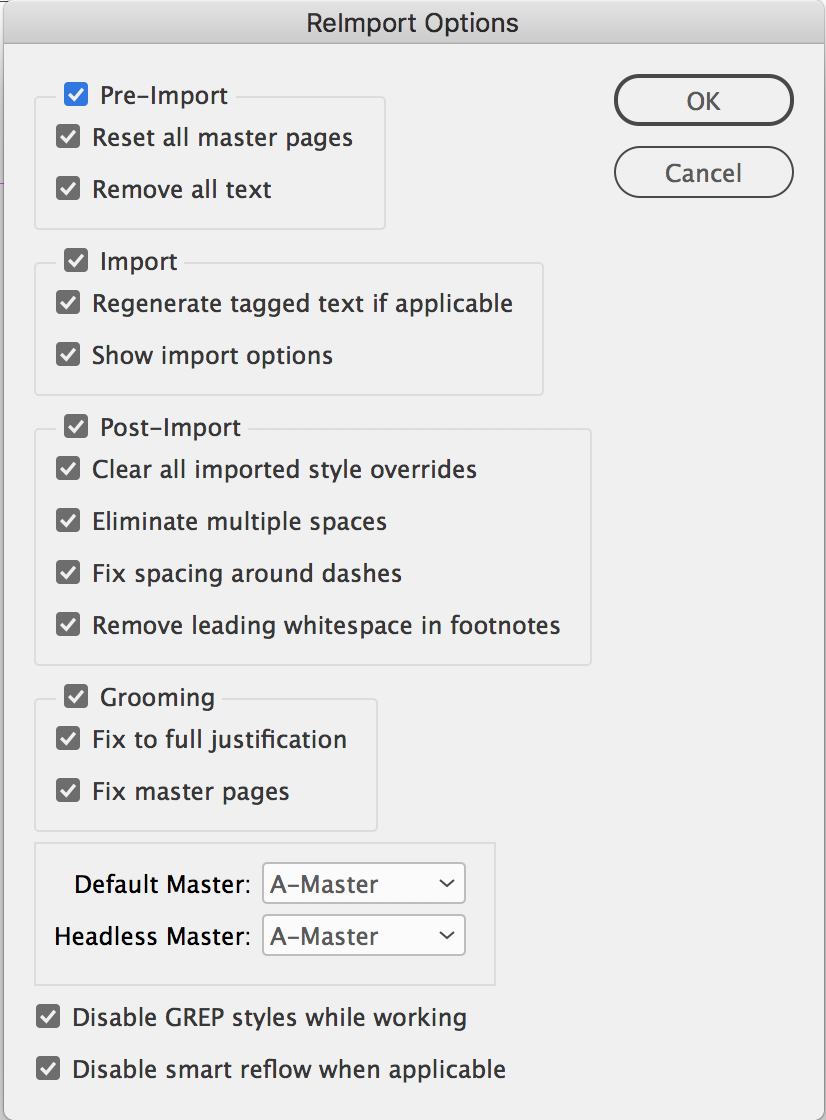 ReImport Options
Pre-Import
Reset all master pages
Remove all text
OK
Cancel
Import
Regenerate tagged text if applicable
Show import options
Post-Import
Clear all imported style overrides
Eliminate multiple spaces
Fix spacing around dashes
Remove leading whitespace in footnotes
Grooming
Fix to full justification
Fix master pages
Default Master: A-Master
Headless Master: A-Master
Disable GREP styles while working
Disable smart reflow when applicable